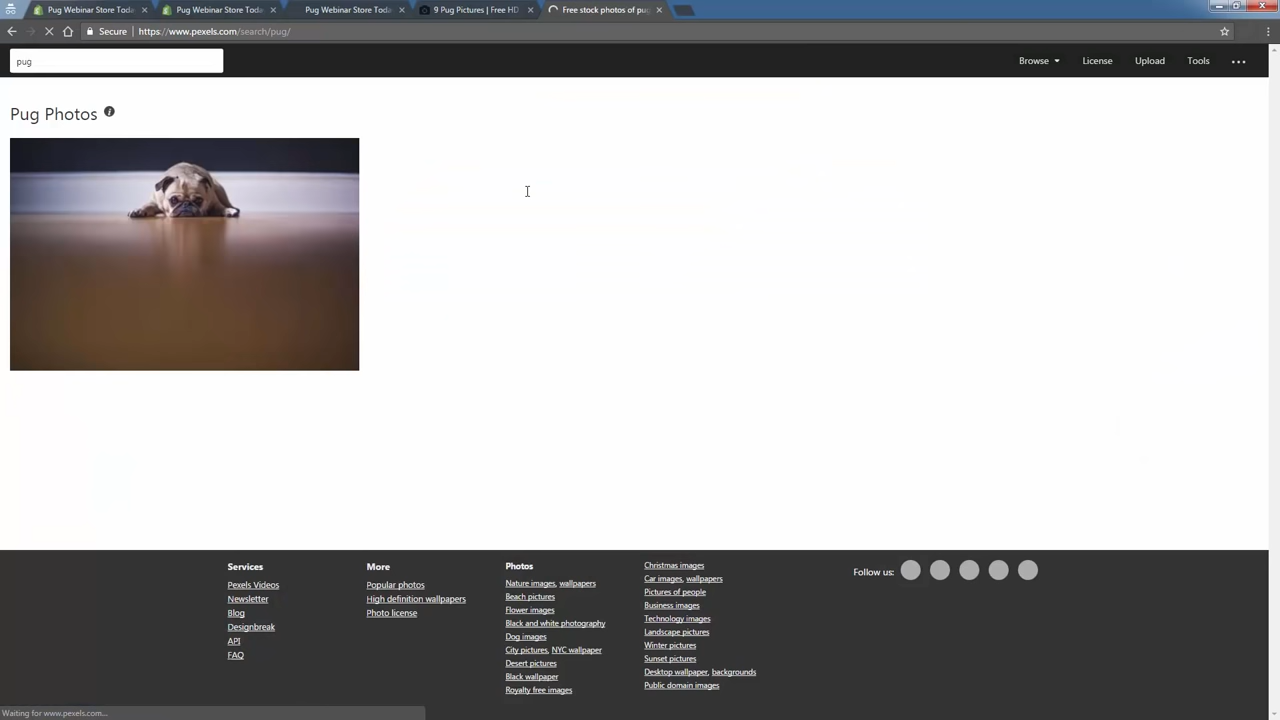 Pug Webinar Store Toda
Pug Webinar Store Toda
Pug Webinar Store Toda
9 Pug Pictures | Free HD
Free stock photos of pug
Secure
https://www.pexels.com/search/pug/
pug
Browse
License
Upload
Tools
Pug Photos
Services
Pexels Videos
Newsletter
Blog
Designbreak
API
FAQ
More
Popular photos
High definition wallpapers
Photo license
Photos
Nature images, wallpapers
Beach pictures
Flower images
Black and white photography
Dog images
City pictures, NYC wallpaper
Desert pictures
Black wallpaper
Royalty free images
Christmas images
Car images, wallpapers
Pictures of people
Business images
Technology images
Landscape pictures
Winter pictures
Sunset pictures
Desktop wallpaper, backgrounds
Public domain images
Follow us:
Waiting for www.pexels.com...